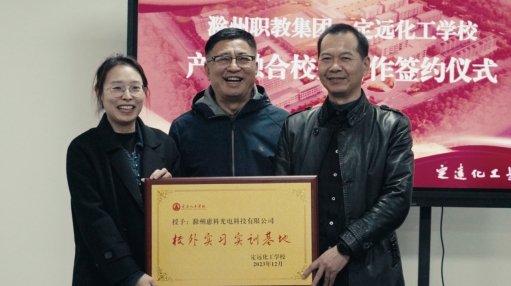 滁州职教集团 定远化工学校
产 融合校 作签约仪式
定远化工
授予：滁州惠科光电科技有限公司
校外实习实训基地
定远化工学校
2023年12月